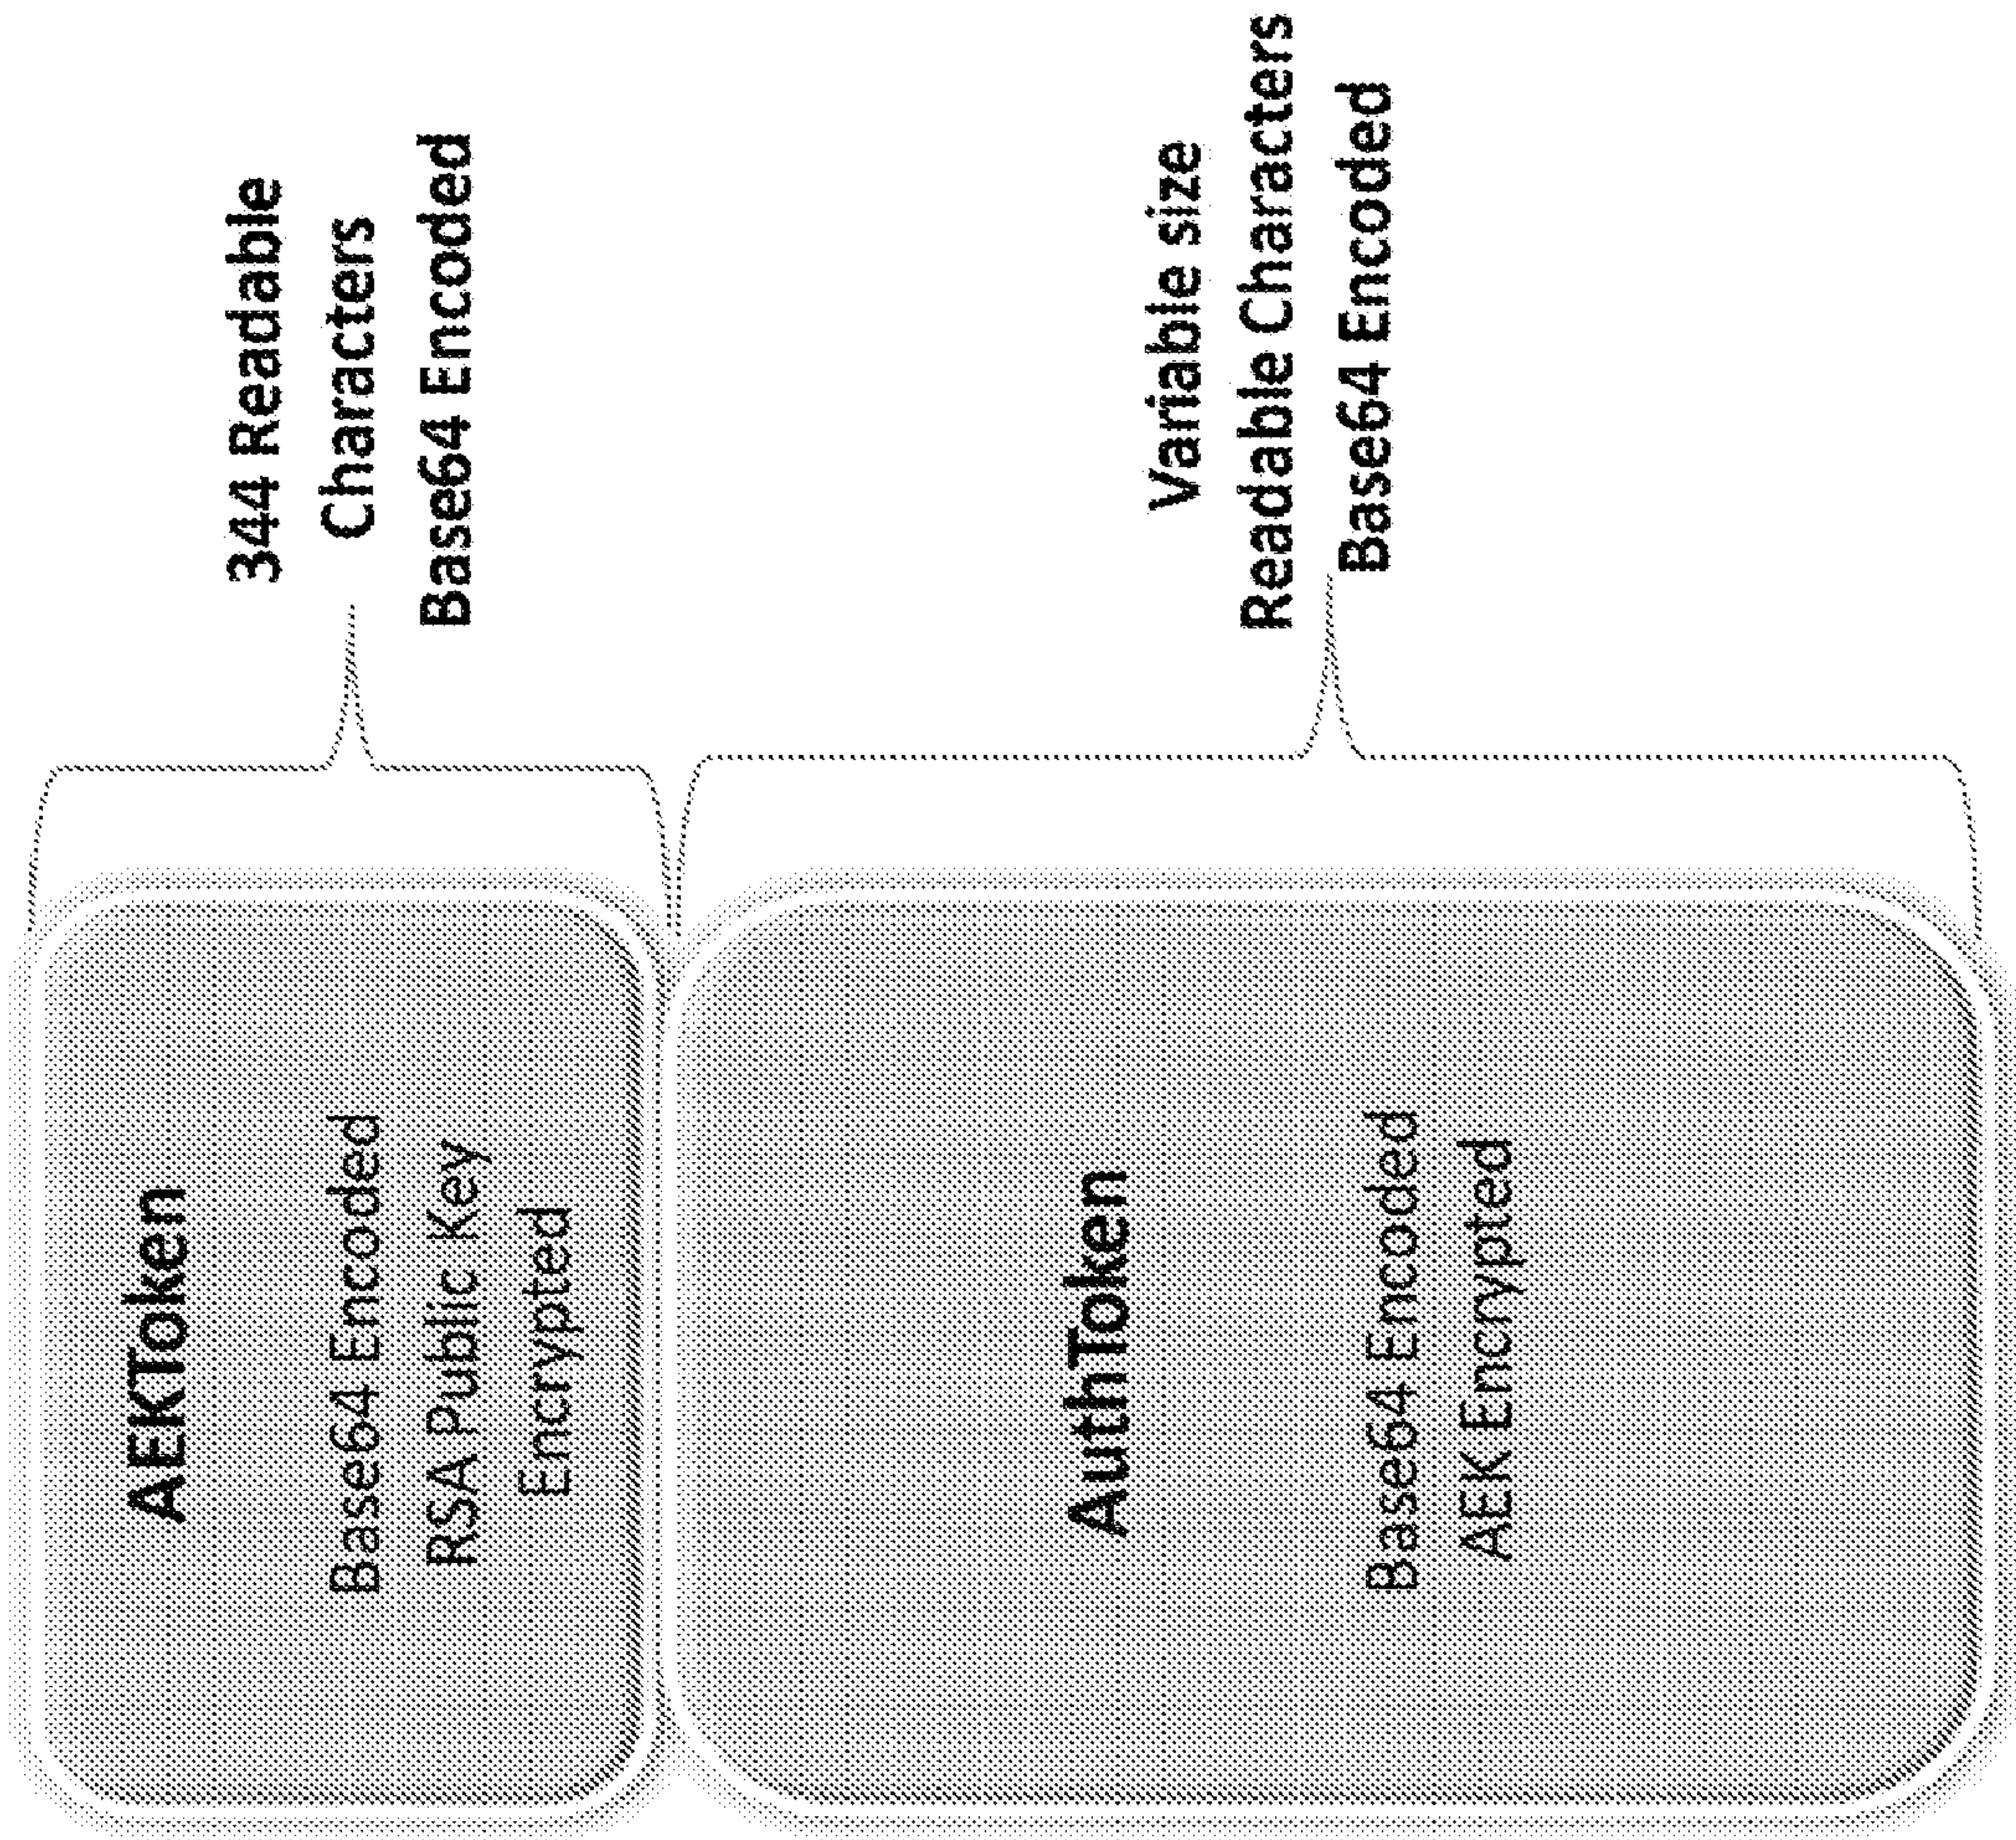 AEKToken
Base64 Encoded
RSA Public Key
Encrypted
344 Readable
Characters
Base64 Encoded
AuthToken
Base64 Encoded
AEK Encrypted
Variable size
Readable Characters
Base64 Encoded